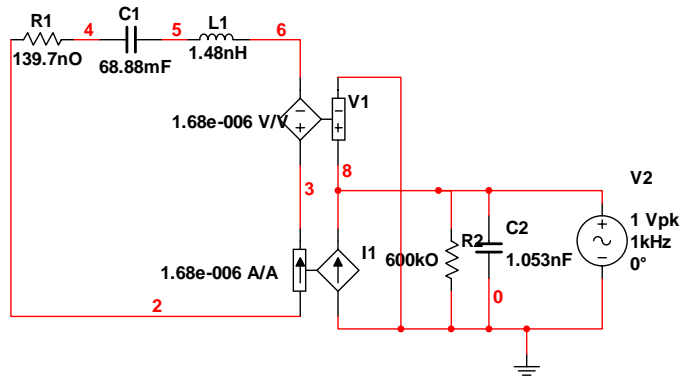 R1
4
C1
5
L1
6
139.7nO
68.88mF
1.48nH
V1
1.68e-006 V/V
3
8
V2
1 Vpk
1kHz
0°
R2
600kO
C2
1.053nF
I1
1.68e-006 A/A
0
2